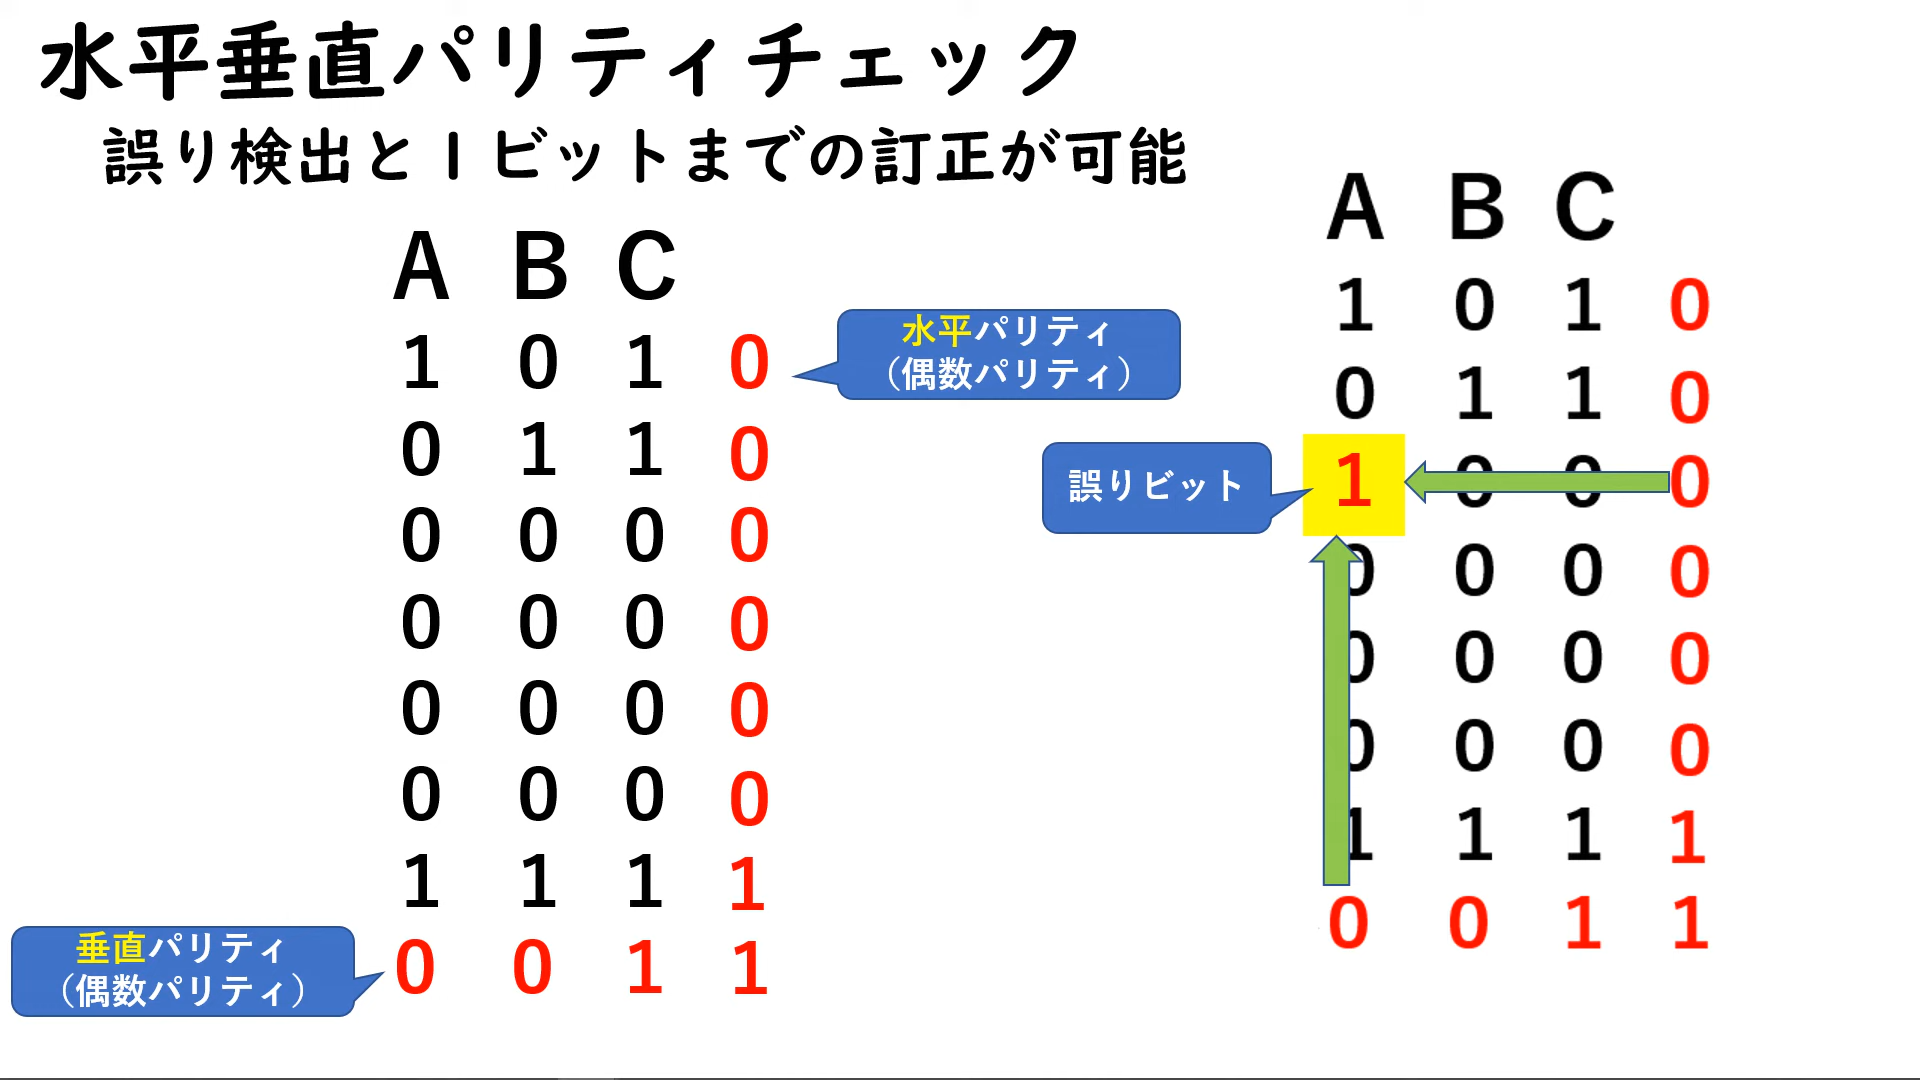 水平垂直パリティチェック
誤り検出と1ビットまでの訂正が可能
A B C
1 0 1 0
0 1 1 0
0 0 0 0
0 0 0 0
0 0 0 0
0 0 0 0
1 1 1 1
0 0 1 1
水平パリティ
（偶数パリティ）
垂直パリティ
（偶数パリティ）
A B C
1 0 1 0
0 1 1 0
1 0 0 0
0 0 0 0
0 0 0 0
0 0 0 0
1 1 1 1
0 0 1 1
誤りビット